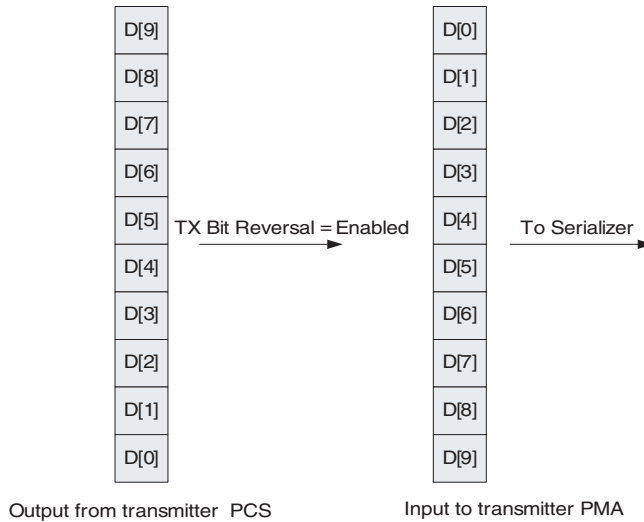 D[9]
D[8]
D[7]
D[6]
D[5]
D[4]
D[3]
D[2]
D[1]
D[0]
Output from transmitter PCS
TX Bit Reversal = Enabled
D[0]
D[1]
D[2]
D[3]
D[4]
D[5]
D[6]
D[7]
D[8]
D[9]
Input to transmitter PMA
To Serializer